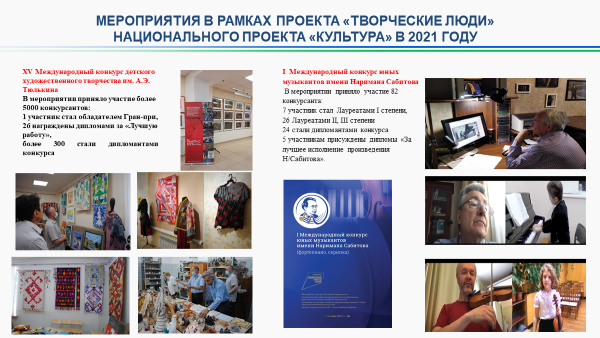 МЕРОПРИЯТИЯ В РАМКАХ ПРОЕКТА «ТВОРЧЕСКИЕ ЛЮДИ»
НАЦИОНАЛЬНОГО ПРОЕКТА «КУЛЬТУРА» В 2021 ГОДУ
XV Международный конкурс детского
художественного творчества им. А.Э.
Тюлькина
В мероприятии приняло участие более
5000 конкурсантов:
1 участник стал обладателем Гран-при,
26 награждены дипломами за «Лучшую
работу»,
более 300 стали дипломантами
конкурса
I Международный конкурс юных
музыкантов имени Наримана Сабитова
В мероприятии приняло участие 82
конкурсанта:
7 участник стал Лауреатами I степени,
26 Лауреатами II, III степени
24 стали дипломантами конкурса
5 участникам присуждены дипломы «За
лучшее исполнение произведения
Н/Сабитова».
I Международный конкурс
юных музыкантов
имени Наримана Сабитова
(фортепиано, скрипка)